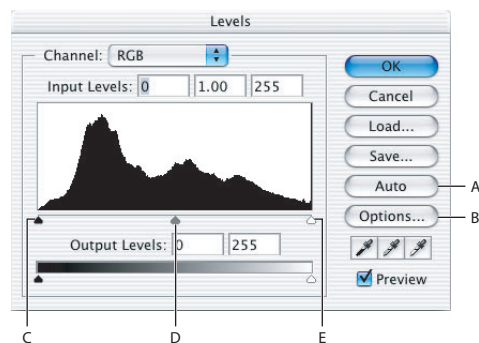 Levels
Channel: RGB
Input Levels: 0 1.00 255
OK
Cancel
Load...
Save...
Auto
A
Options...
B
Output Levels: 0 255
Preview
C D E